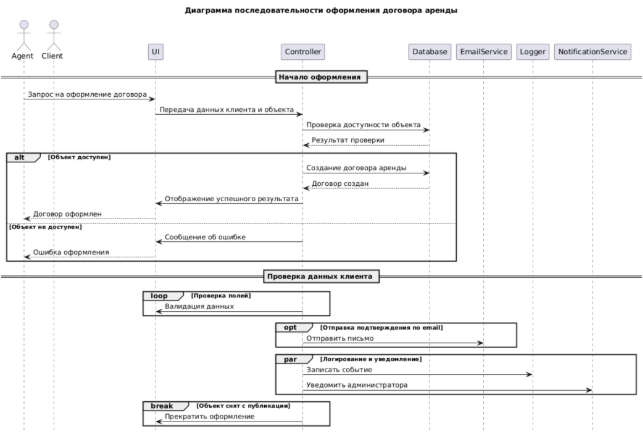 Диаграмма последовательности оформления договора аренды
Agent Client UI Controller Database EmailService Logger NotificationService
Начало оформления
Запрос на оформление договора
Передача данных клиента и объекта
Проверка доступности объекта
Результат проверки
alt [Объект доступен]
Создание договора аренды
Договор создан
Отображение успешного результата
Договор оформлен
[Объект не доступен]
Сообщение об ошибке
Ошибка оформления
Проверка данных клиента
loop [Проверка полей]
Валидация данных
opt [Отправка подтверждения по email]
Отправить письмо
par [Логирование и уведомление]
Записать событие
Уведомить администратора
break [Объект снят с публикации]
Прекратить оформление